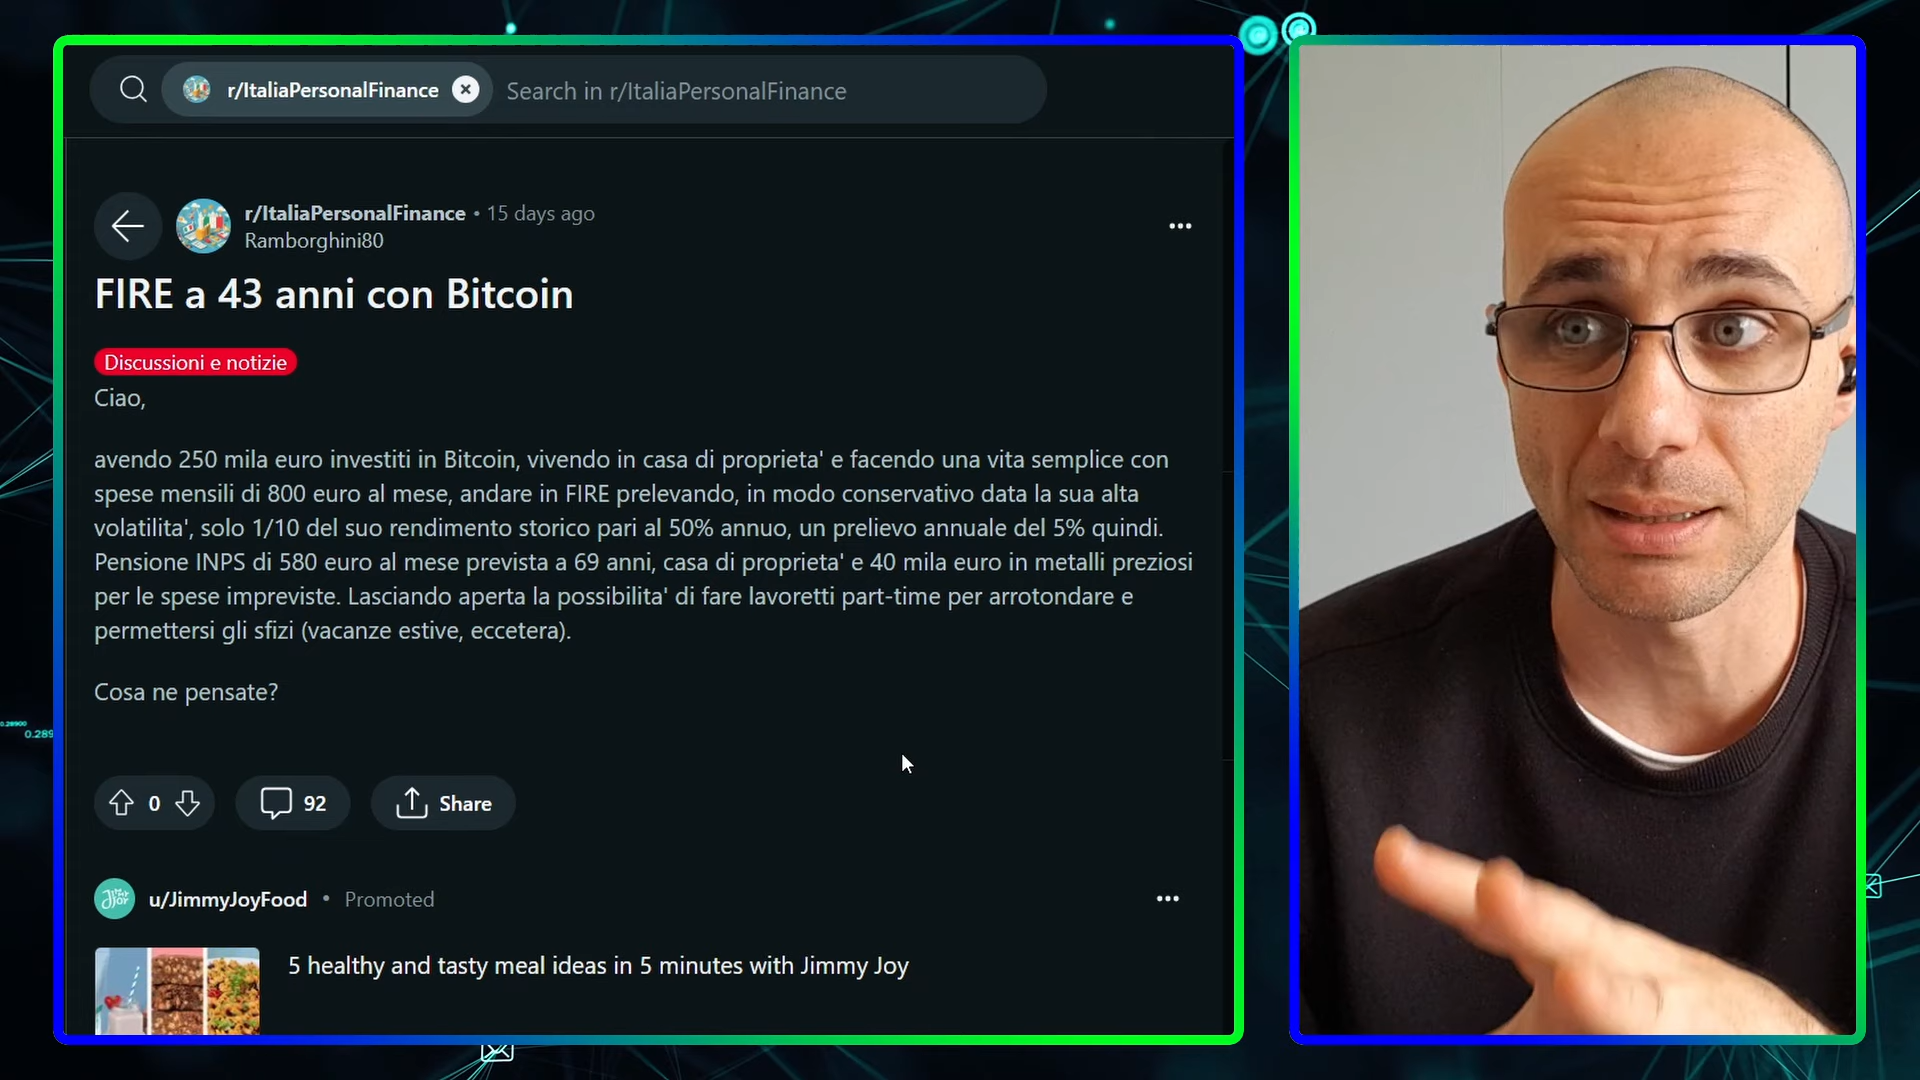 r/ItaliaPersonalFinance
Search in r/ItaliaPersonalFinance
r/ItaliaPersonalFinance • 15 days ago
Ramborghini80
FIRE a 43 anni con Bitcoin
Discussioni e notizie
Ciao,
avendo 250 mila euro investiti in Bitcoin, vivendo in casa di proprieta' e facendo una vita semplice con
spese mensili di 800 euro al mese, andare in FIRE prelevando, in modo conservativo data la sua alta
volatilita', solo 1/10 del suo rendimento storico pari al 50% annuo, un prelievo annuale del 5% quindi.
Pensione INPS di 580 euro al mese prevista a 69 anni, casa di proprieta' e 40 mila euro in metalli preziosi
per le spese impreviste. Lasciando aperta la possibilita' di fare lavoretti part-time per arrotondare e
permettersi gli sfizi (vacanze estive, eccetera).
Cosa ne pensate?
0
92
Share
u/JimmyJoyFood • Promoted
5 healthy and tasty meal ideas in 5 minutes with Jimmy Joy
0.28900
0.289